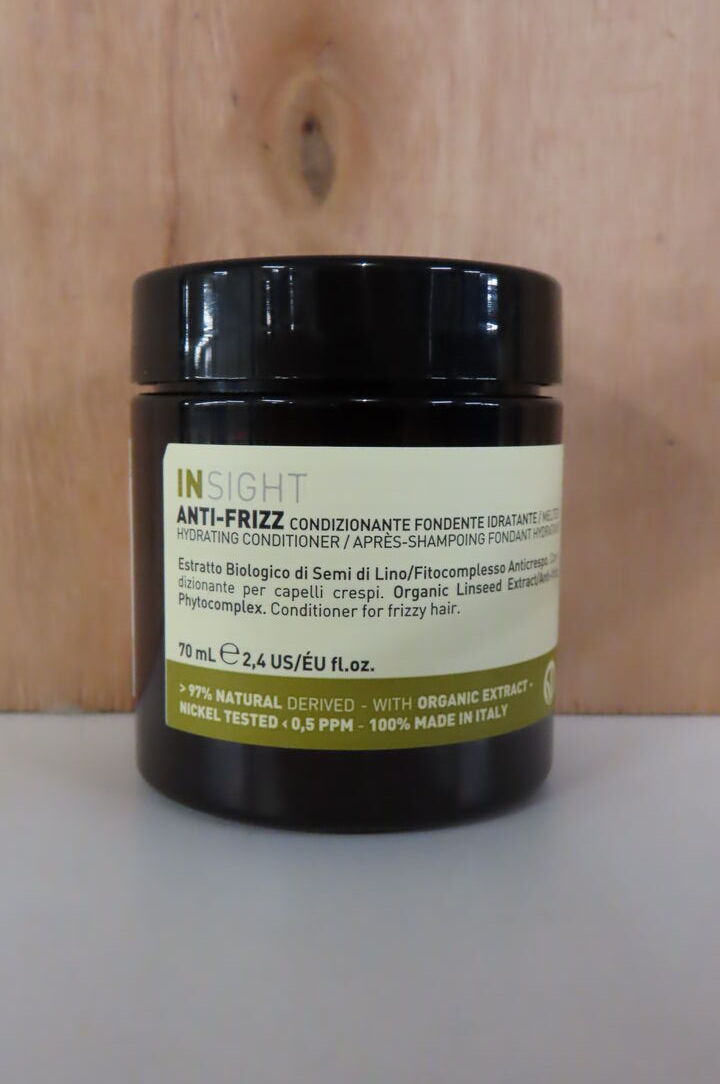 INSIGHT
ANTI-FRIZZ CONDIZIONANTE FONDENTE IDRATANTE /
HYDRATING CONDITIONER / APRÈS-SHAMPOING FONDANT
Estratto Biologico di Semi di Lino/Fitocomplesso Anticrespo.
dizionante per capelli crespi. Organic Linseed
Phytocomplex. Conditioner for frizzy hair.
70 mL e 2,4 US/ÉU fl.oz.
> 97% NATURAL DERIVED - WITH ORGANIC EXTRACT -
NICKEL TESTED < 0,5 PPM - 100% MADE IN ITALY